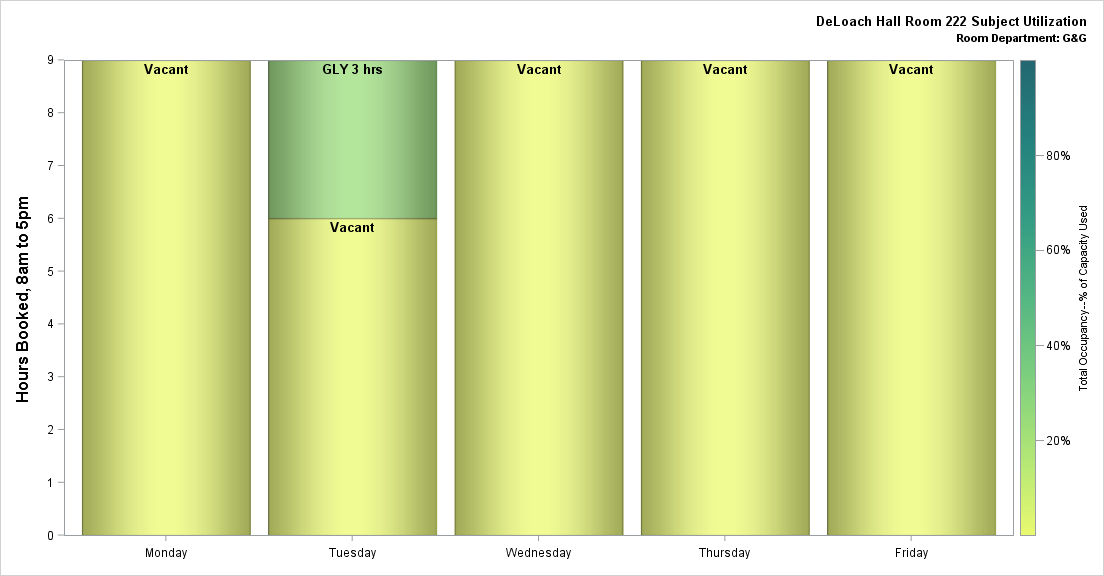 DeLoach Hall Room 222 Subject Utilization
Room Department: G&G
Hours Booked, 8am to 5pm
9
8
7
6
5
4
3
2
1
0
Vacant
GLY 3 hrs
Vacant
Vacant
Vacant
Vacant
Monday
Tuesday
Wednesday
Thursday
Friday
80%
60%
40%
20%
Total Occupancy--% of Capacity Used